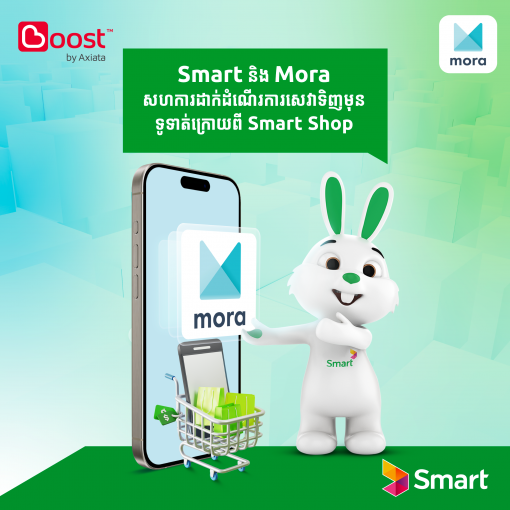 Boost™
by Axiata
mora
Smart និង Mora
សហការដាក់ដំណើរការសេវាទិញមុន
ទូទាត់ក្រោយពី Smart Shop
mora
Smart
$
Smart